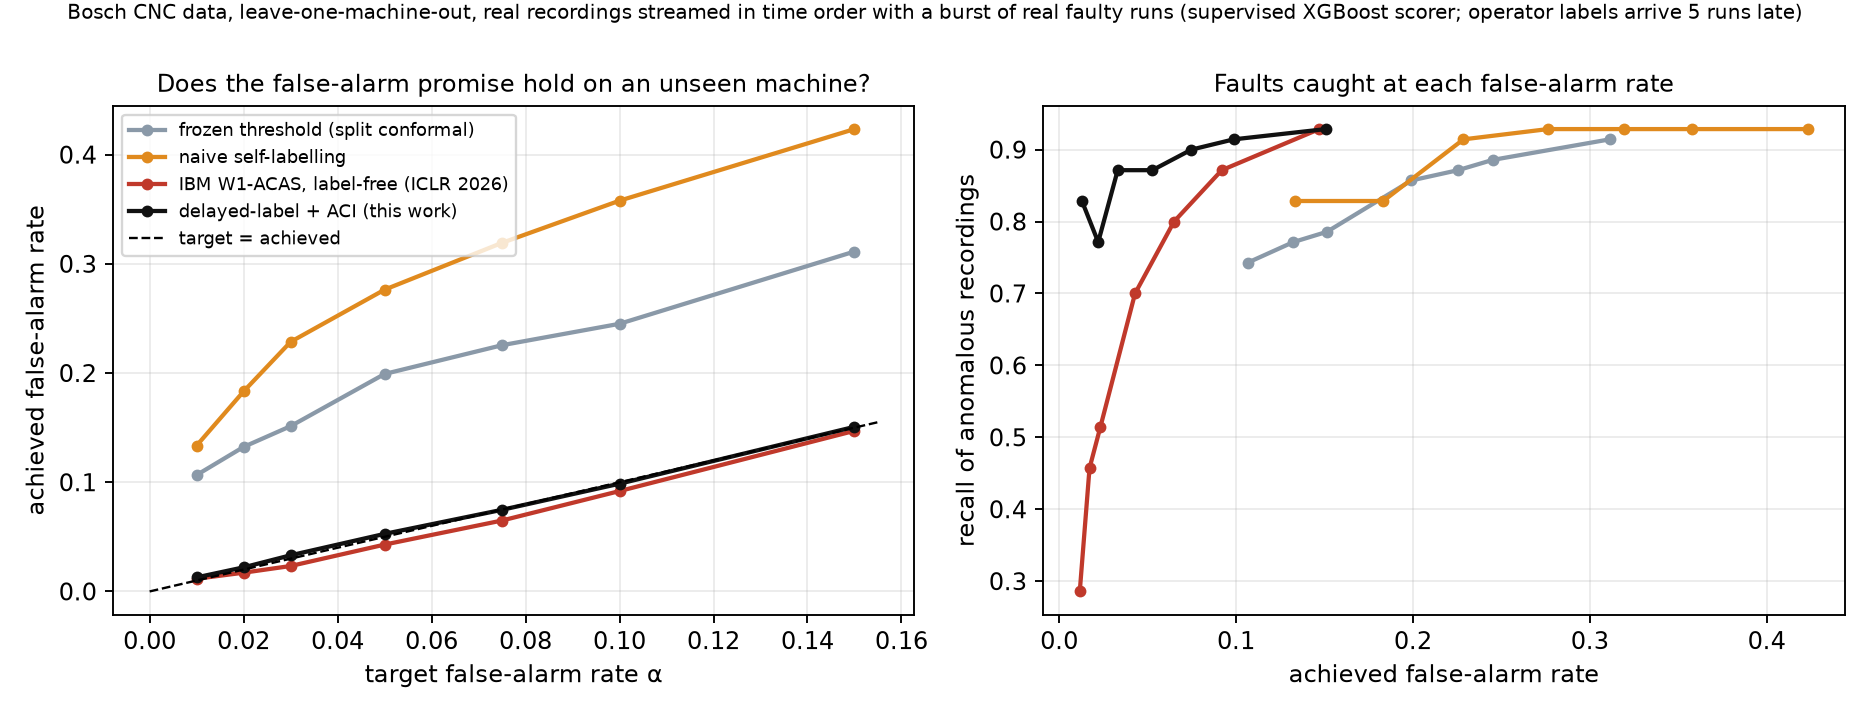 Bosch CNC data, leave-one-machine-out, real recordings streamed in time order with a burst of real faulty runs (supervised XGBoost scorer; operator labels arrive 5 runs late)
Does the false-alarm promise hold on an unseen machine?
frozen threshold (split conformal)
naive self-labelling
IBM W1-ACAS, label-free (ICLR 2026)
delayed-label + ACI (this work)
target = achieved
achieved false-alarm rate
0.4
0.3
0.2
0.1
0.0
0.00 0.02 0.04 0.06 0.08 0.10 0.12 0.14 0.16
target false-alarm rate α
Faults caught at each false-alarm rate
recall of anomalous recordings
0.9
0.8
0.7
0.6
0.5
0.4
0.3
0.0 0.1 0.2 0.3 0.4
achieved false-alarm rate